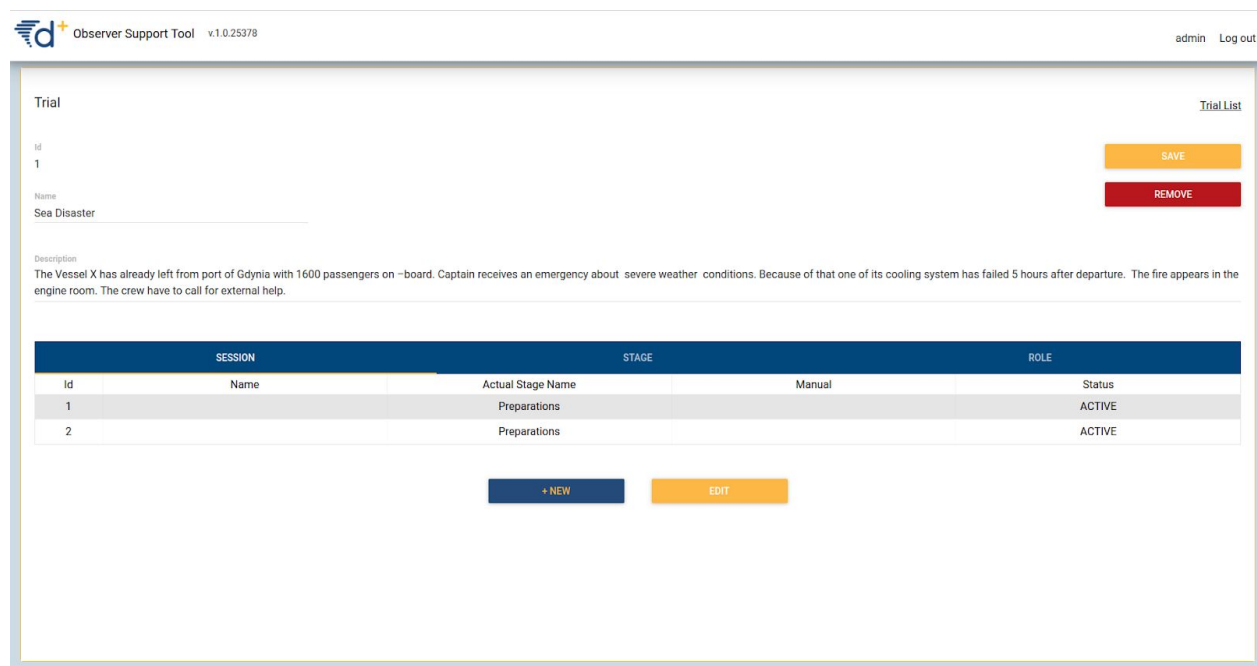 d+ Observer Support Tool v.1.0.25378
admin Log out
Trial
Trial List
Id
1
SAVE
Name
Sea Disaster
REMOVE
Description
The Vessel X has already left from port of Gdynia with 1600 passengers on –board. Captain receives an emergency about severe weather conditions. Because of that one of its cooling system has failed 5 hours after departure. The fire appears in the
engine room. The crew have to call for external help.
SESSION STAGE ROLE
Id Name Actual Stage Name Manual Status
1 Preparations ACTIVE
2 Preparations ACTIVE
+ NEW EDIT